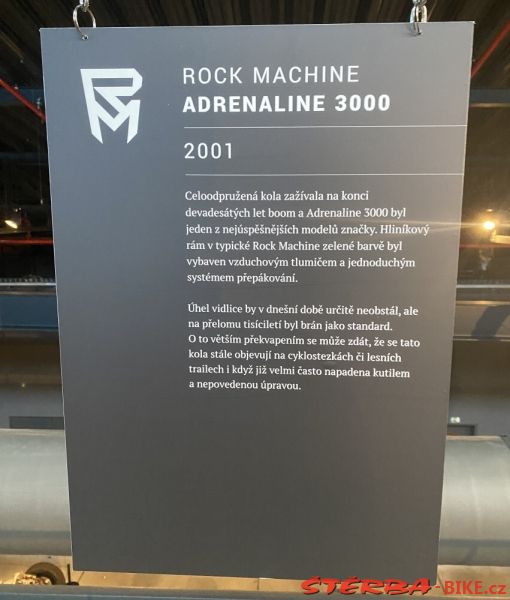 RM
ROCK MACHINE
ADRENALINE 3000
2001
Celoodpružená kola zažívala na konci
devadesátých let boom a Adrenaline 3000 byl
jeden z nejúspěšnějších modelů značky. Hliníkový
rám v typické Rock Machine zelené barvě byl
vybaven vzduchovým tlumičem a jednoduchým
systémem přepákování.
Úhel vidlice by v dnešní době určitě neobstál, ale
na přelomu tisíciletí byl brán jako standard.
O to větším překvapením se může zdát, že se tato
kola stále objevují na cyklostezkách či lesních
trailech i když již velmi často napadena kutilem
a nepovedenou úpravou.
ŠTĚRBA-BIKE.cz